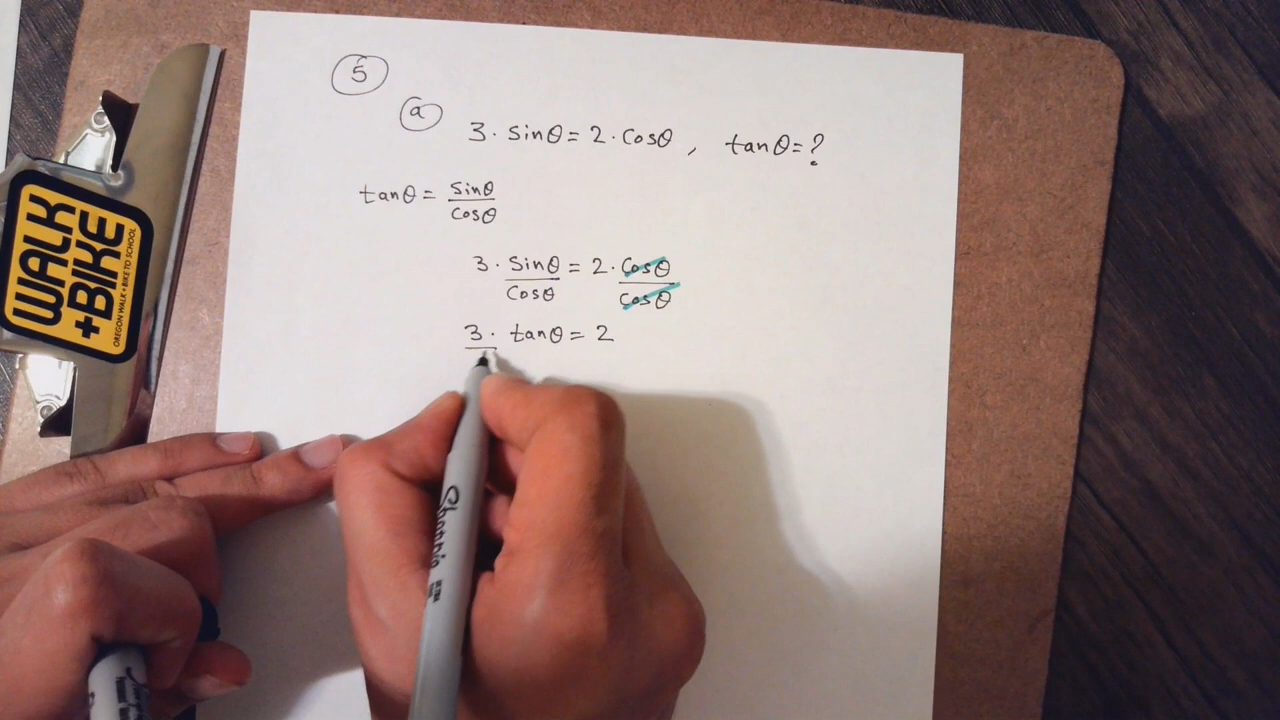 5
a
3 · sinθ = 2 · cosθ , tanθ = ?
tanθ = sinθ
cosθ
3 · sinθ = 2 · cosθ
cosθ cosθ
3 · tanθ = 2
WALK
+BIKE
OREGON WALK + BIKE TO SCHOOL
Sharpie